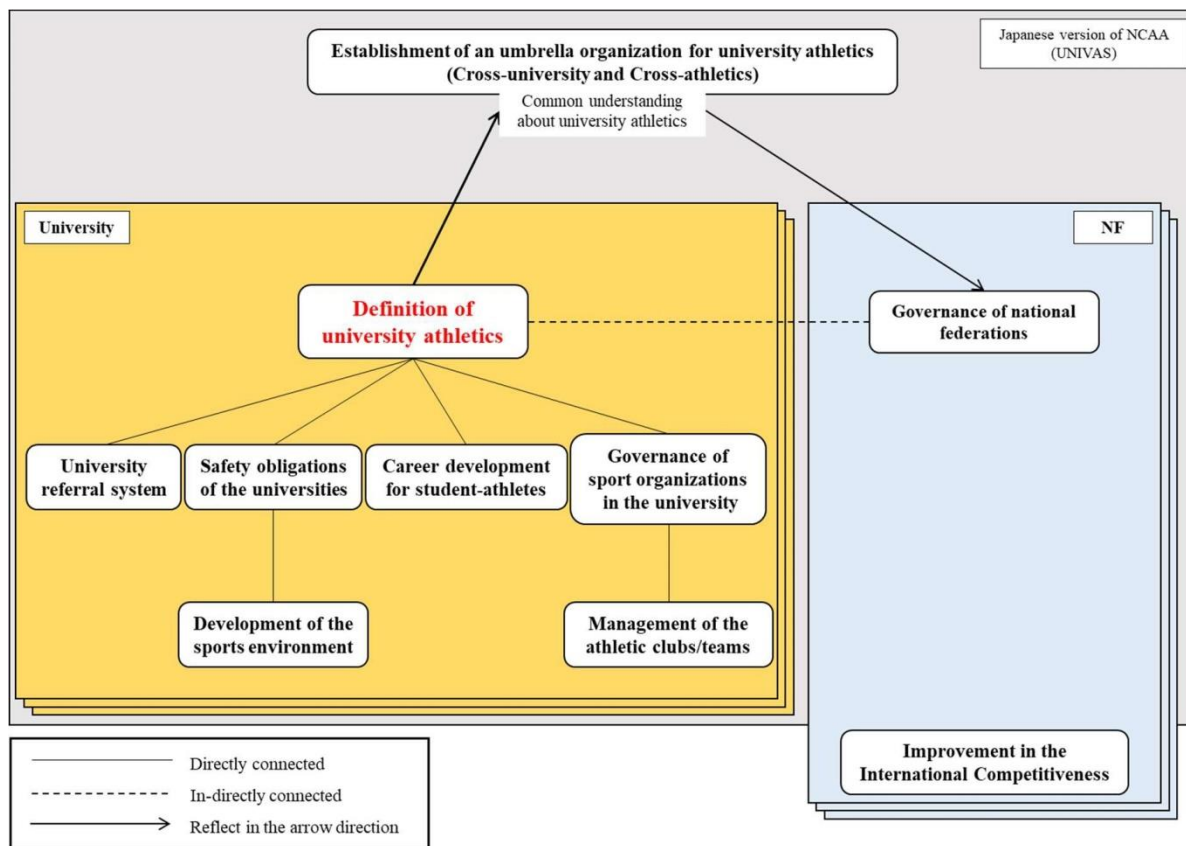 Establishment of an umbrella organization for university athletics
(Cross-university and Cross-athletics)
Common understanding
about university athletics
Japanese version of NCAA
(UNIVAS)
University
NF
Definition of
university athletics
Governance of national
federations
University
referral system
Safety obligations
of the universities
Career development
for student-athletes
Governance of
sport organizations
in the university
Development of the
sports environment
Management of the
athletic clubs/teams
Improvement in the
International Competitiveness
Directly connected
In-directly connected
Reflect in the arrow direction